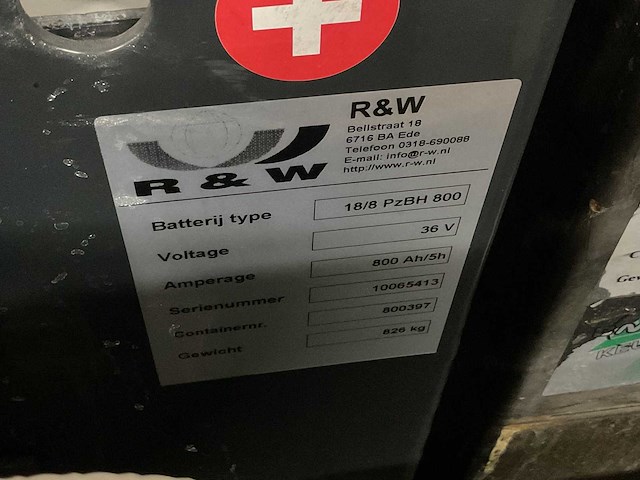 R&W
Bellstraat 18
6716 BA Ede
Telefoon 0318-690088
E-mail: info@r-w.nl
http://www.r-w.nl
R & W
Batterij type 18/8 PzBH 800
Voltage 36 V
Amperage 800 Ah/5h
Serienummer 10065413
Containernr. 800397
Gewicht 826 kg